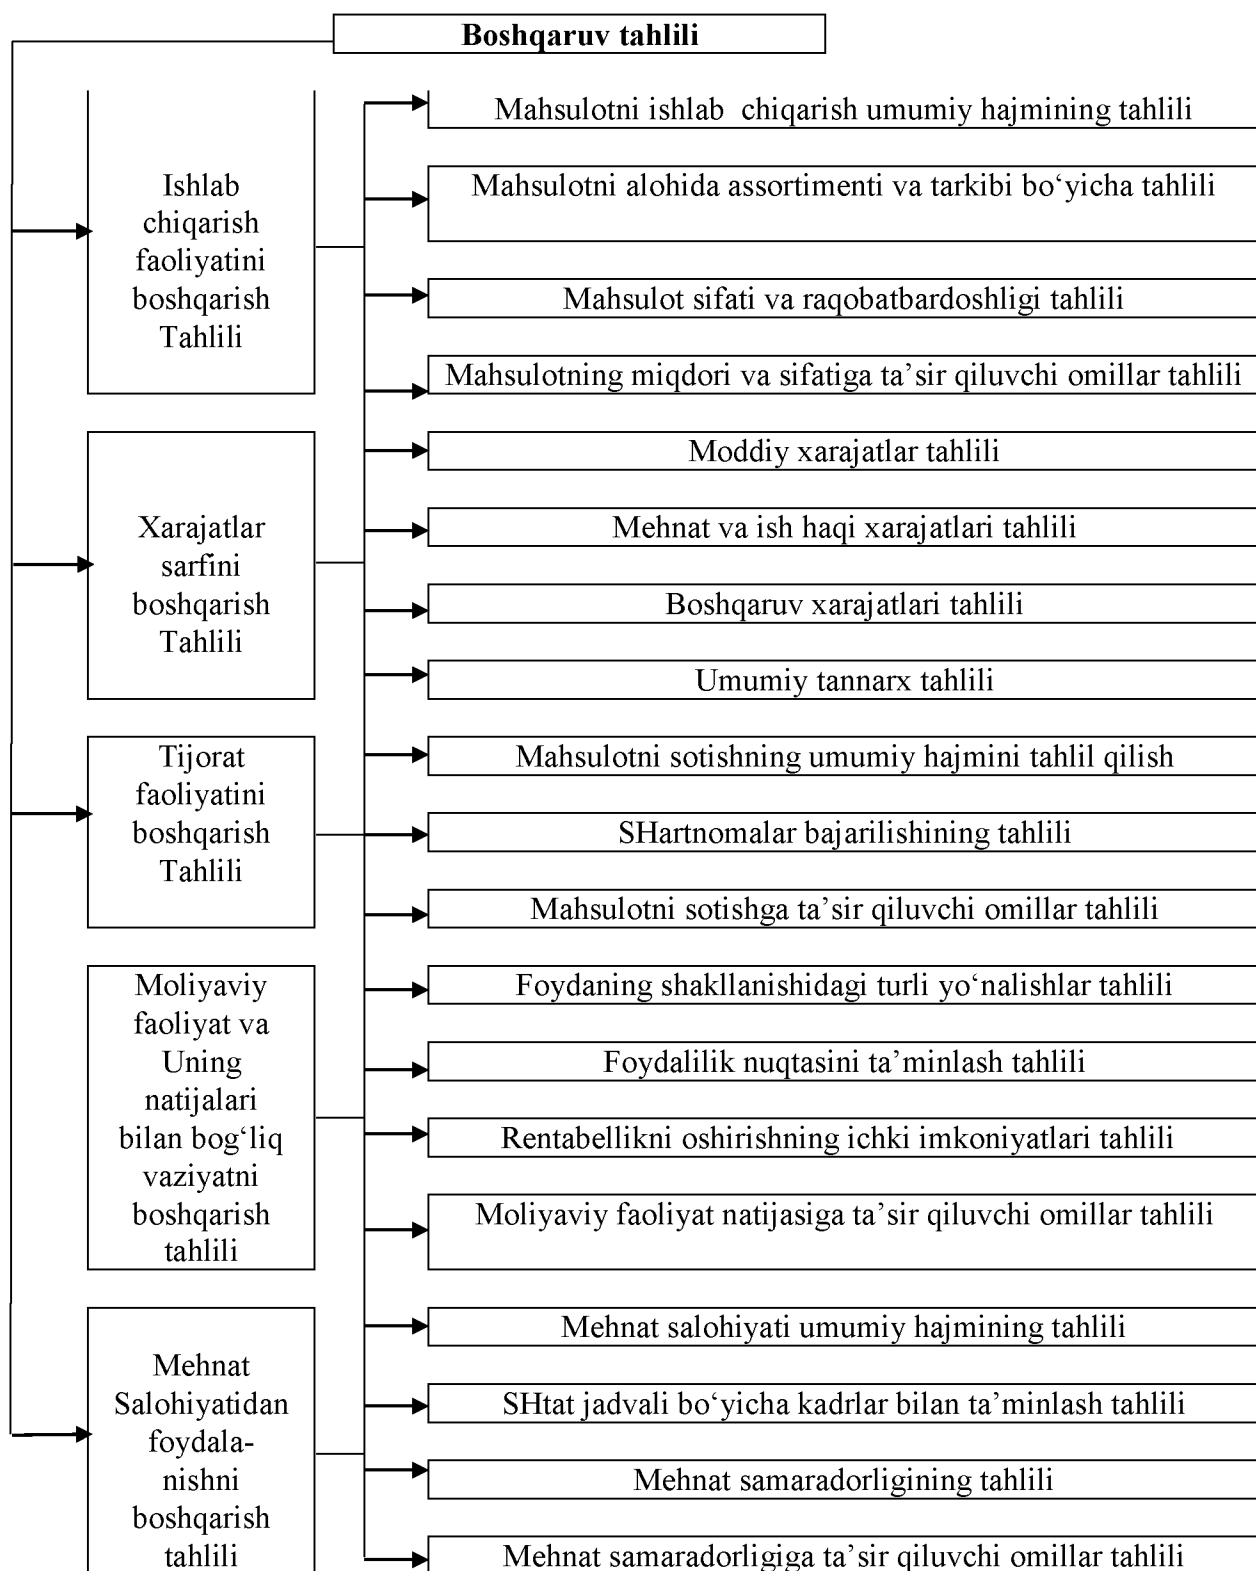 Boshqaruv tahlili
Ishlab
chiqarish
faoliyatini
boshqarish
Tahlili
Mahsulotni ishlab chiqarish umumiy hajmining tahlili
Mahsulotni alohida assortimenti va tarkibi bo‘yicha tahlili
Mahsulot sifati va raqobatbardoshligi tahlili
Mahsulotning miqdori va sifatiga ta’sir qiluvchi omillar tahlili
Xarajatlar
sarfini
boshqarish
Tahlili
Moddiy xarajatlar tahlili
Mehnat va ish haqi xarajatlari tahlili
Boshqaruv xarajatlari tahlili
Umumiy tannarx tahlili
Tijorat
faoliyatini
boshqarish
Tahlili
Mahsulotni sotishning umumiy hajmini tahlil qilish
SHartnomalar bajarilishining tahlili
Mahsulotni sotishga ta’sir qiluvchi omillar tahlili
Moliyaviy
faoliyat va
Uning
natijalari
bilan bog‘liq
vaziyatni
boshqarish
tahlili
Foydaning shakllanishidagi turli yo‘nalishlar tahlili
Foydalilik nuqtasini ta’minlash tahlili
Rentabellikni oshirishning ichki imkoniyatlari tahlili
Moliyaviy faoliyat natijasiga ta’sir qiluvchi omillar tahlili
Mehnat
Salohiyatidan
foydala-
nishni
boshqarish
tahlili
Mehnat salohiyati umumiy hajmining tahlili
SHtat jadvali bo‘yicha kadrlar bilan ta’minlash tahlili
Mehnat samaradorligining tahlili
Mehnat samaradorligiga ta’sir qiluvchi omillar tahlili